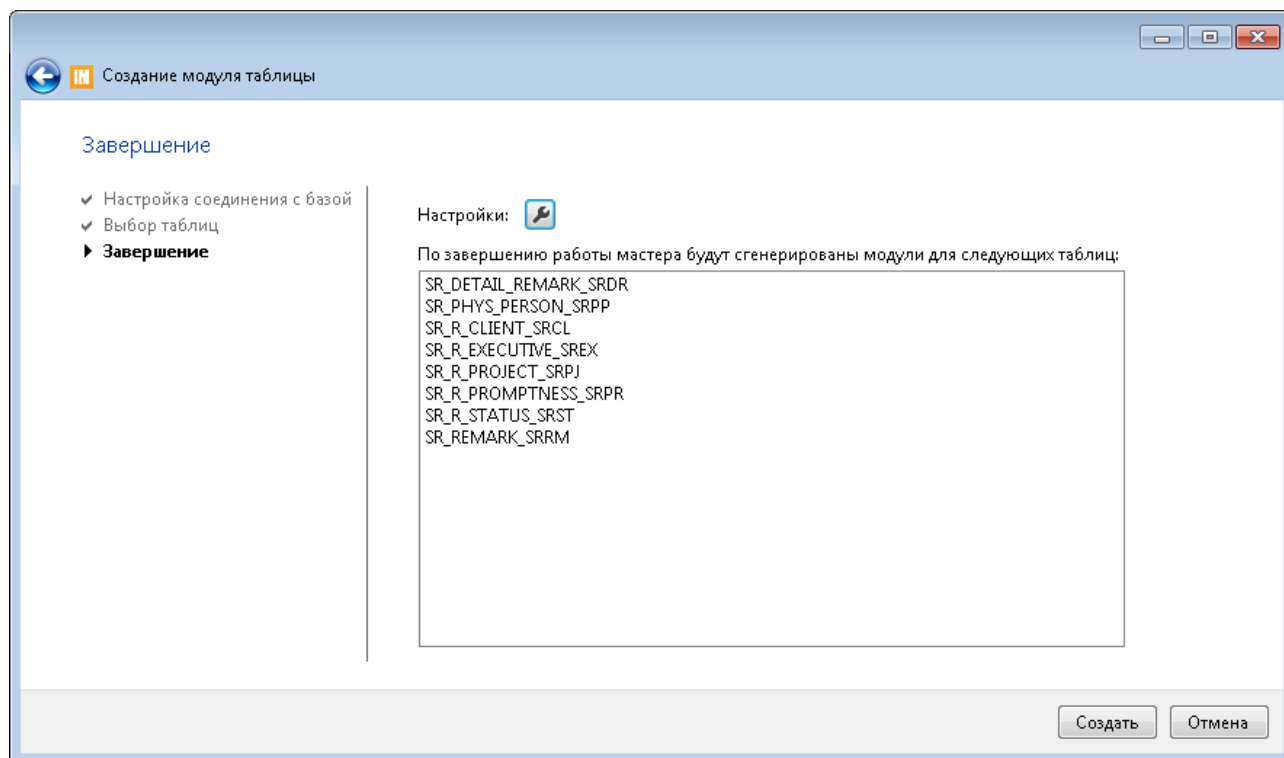 IN Создание модуля таблицы
Завершение
Настройка соединения с базой
Выбор таблиц
Завершение
Настройки:
По завершению работы мастера будут сгенерированы модули для следующих таблиц:
SR_DETAIL_REMARK_SRDR
SR_PHYS_PERSON_SRPP
SR_R_CLIENT_SRCL
SR_R_EXECUTIVE_SREX
SR_R_PROJECT_SRPJ
SR_R_PROMPTNESS_SRPR
SR_R_STATUS_SRST
SR_REMARK_SRRM
Создать Отмена